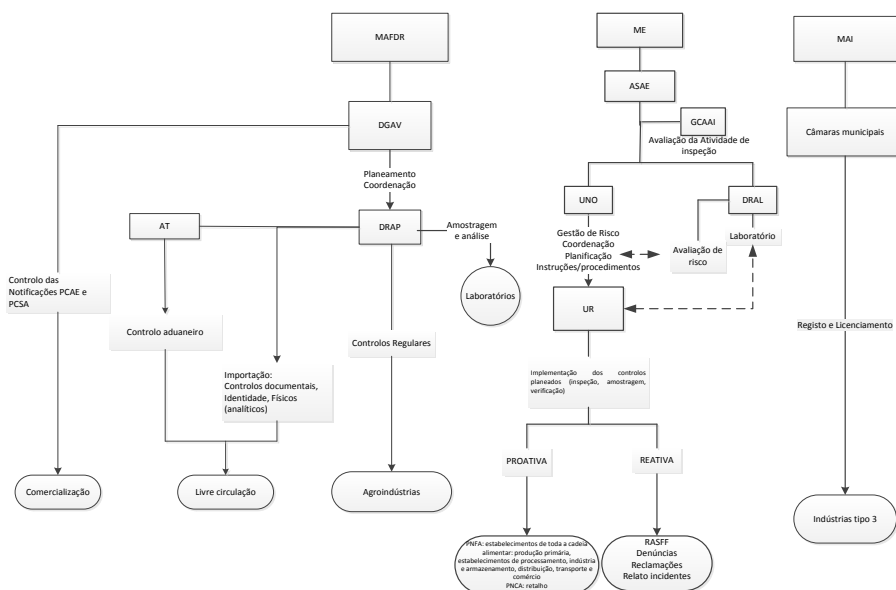 MAFDR
ME
MAI
ASAE
DGAV
GCAAI
Câmaras municipais
Avaliação da Atividade de
inspeção
Planeamento
Coordenação
UNO
DRAL
AT
DRAP
Amostragem
e análise
Gestão de Risco
Coordenação
Planificação
Instruções/procedimentos
Laboratório
Avaliação de
risco
Controlo das
Notificações PCAE e
PCSA
Laboratórios
UR
Controlo aduaneiro
Controlos Regulares
Registo e Licenciamento
Importação:
Controlos documentais,
Identidade, Físicos
(analíticos)
Implementação dos controlos
planeados (inspeção, amostragem,
verificação)
PROATIVA
REATIVA
Comercialização
Livre circulação
Agroindústrias
Indústrias tipo 3
PNFA: estabelecimentos de toda a cadeia
alimentar: produção primária,
estabelecimentos de processamento, indústria
e armazenamento, distribuição, transporte e
comércio
PNCA: retalho
RASFF
Denúncias
Reclamações
Relato incidentes